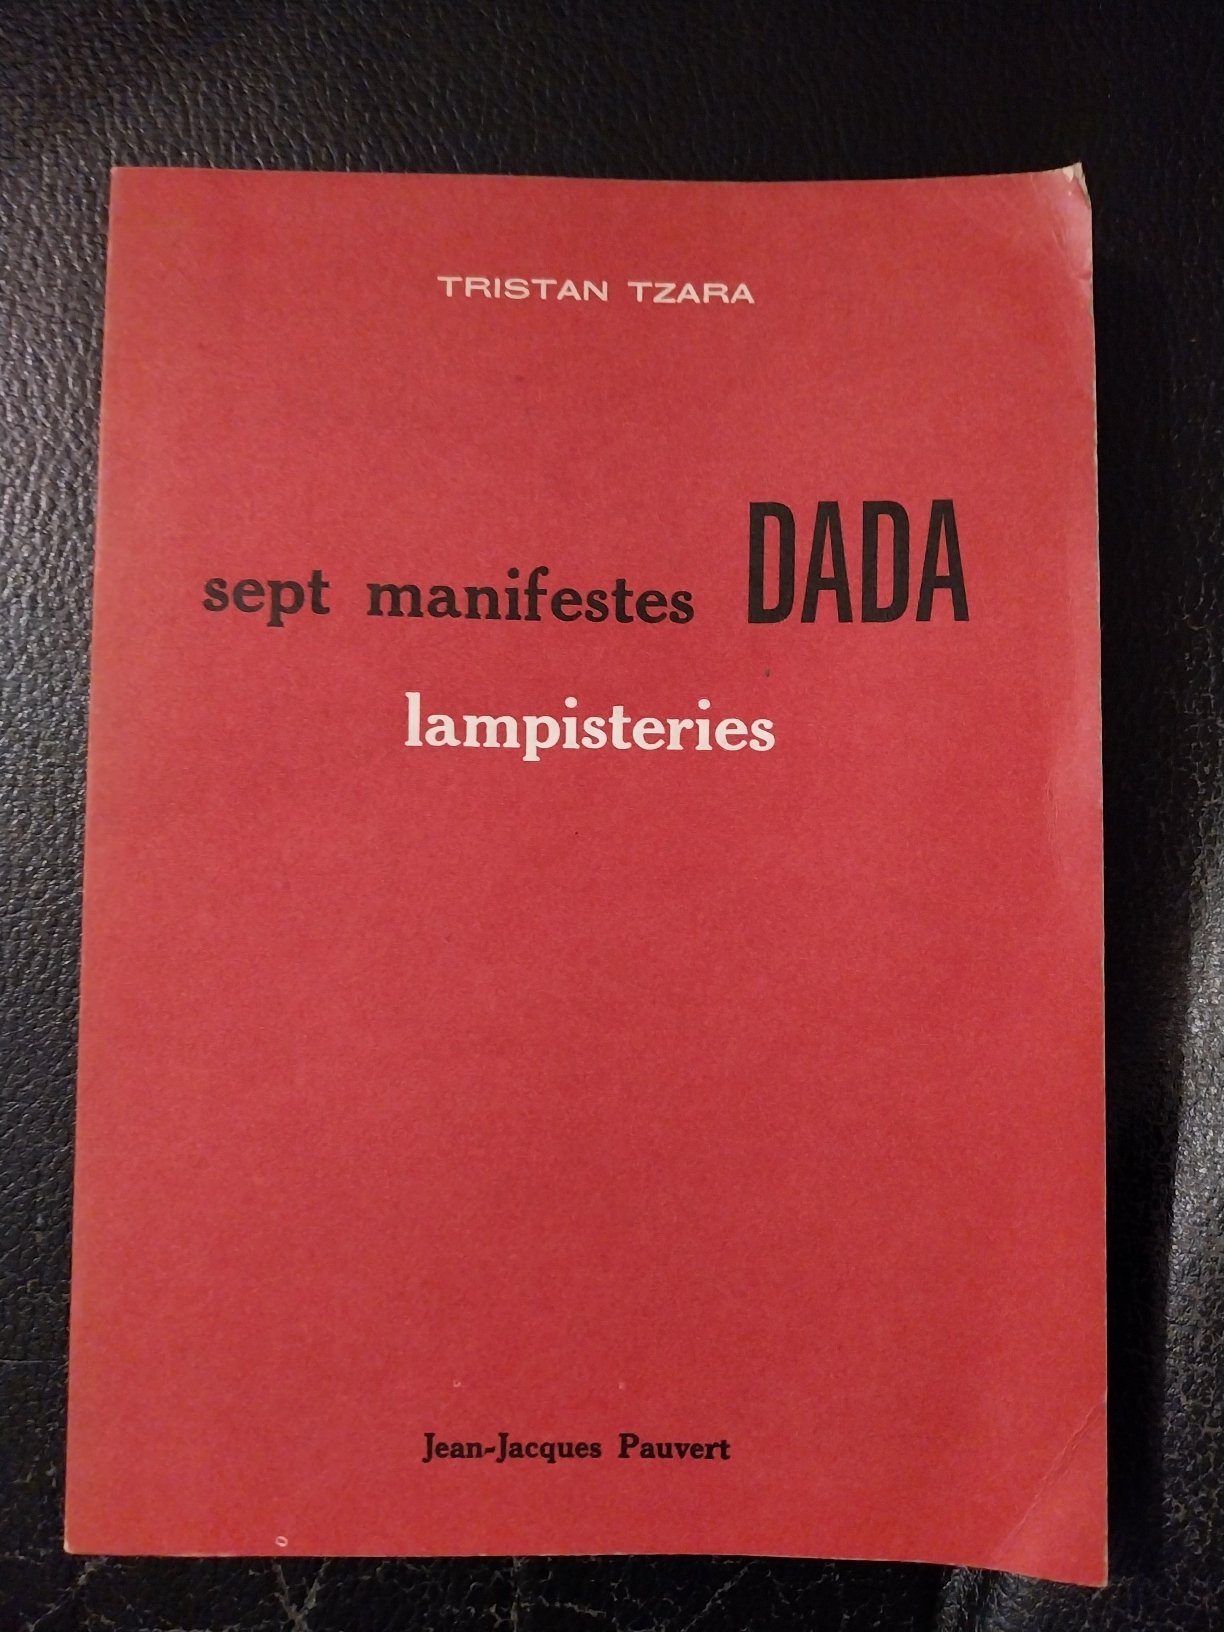 TRISTAN TZARA
sept manifestes DADA
lampisteries
Jean-Jacques Pauvert